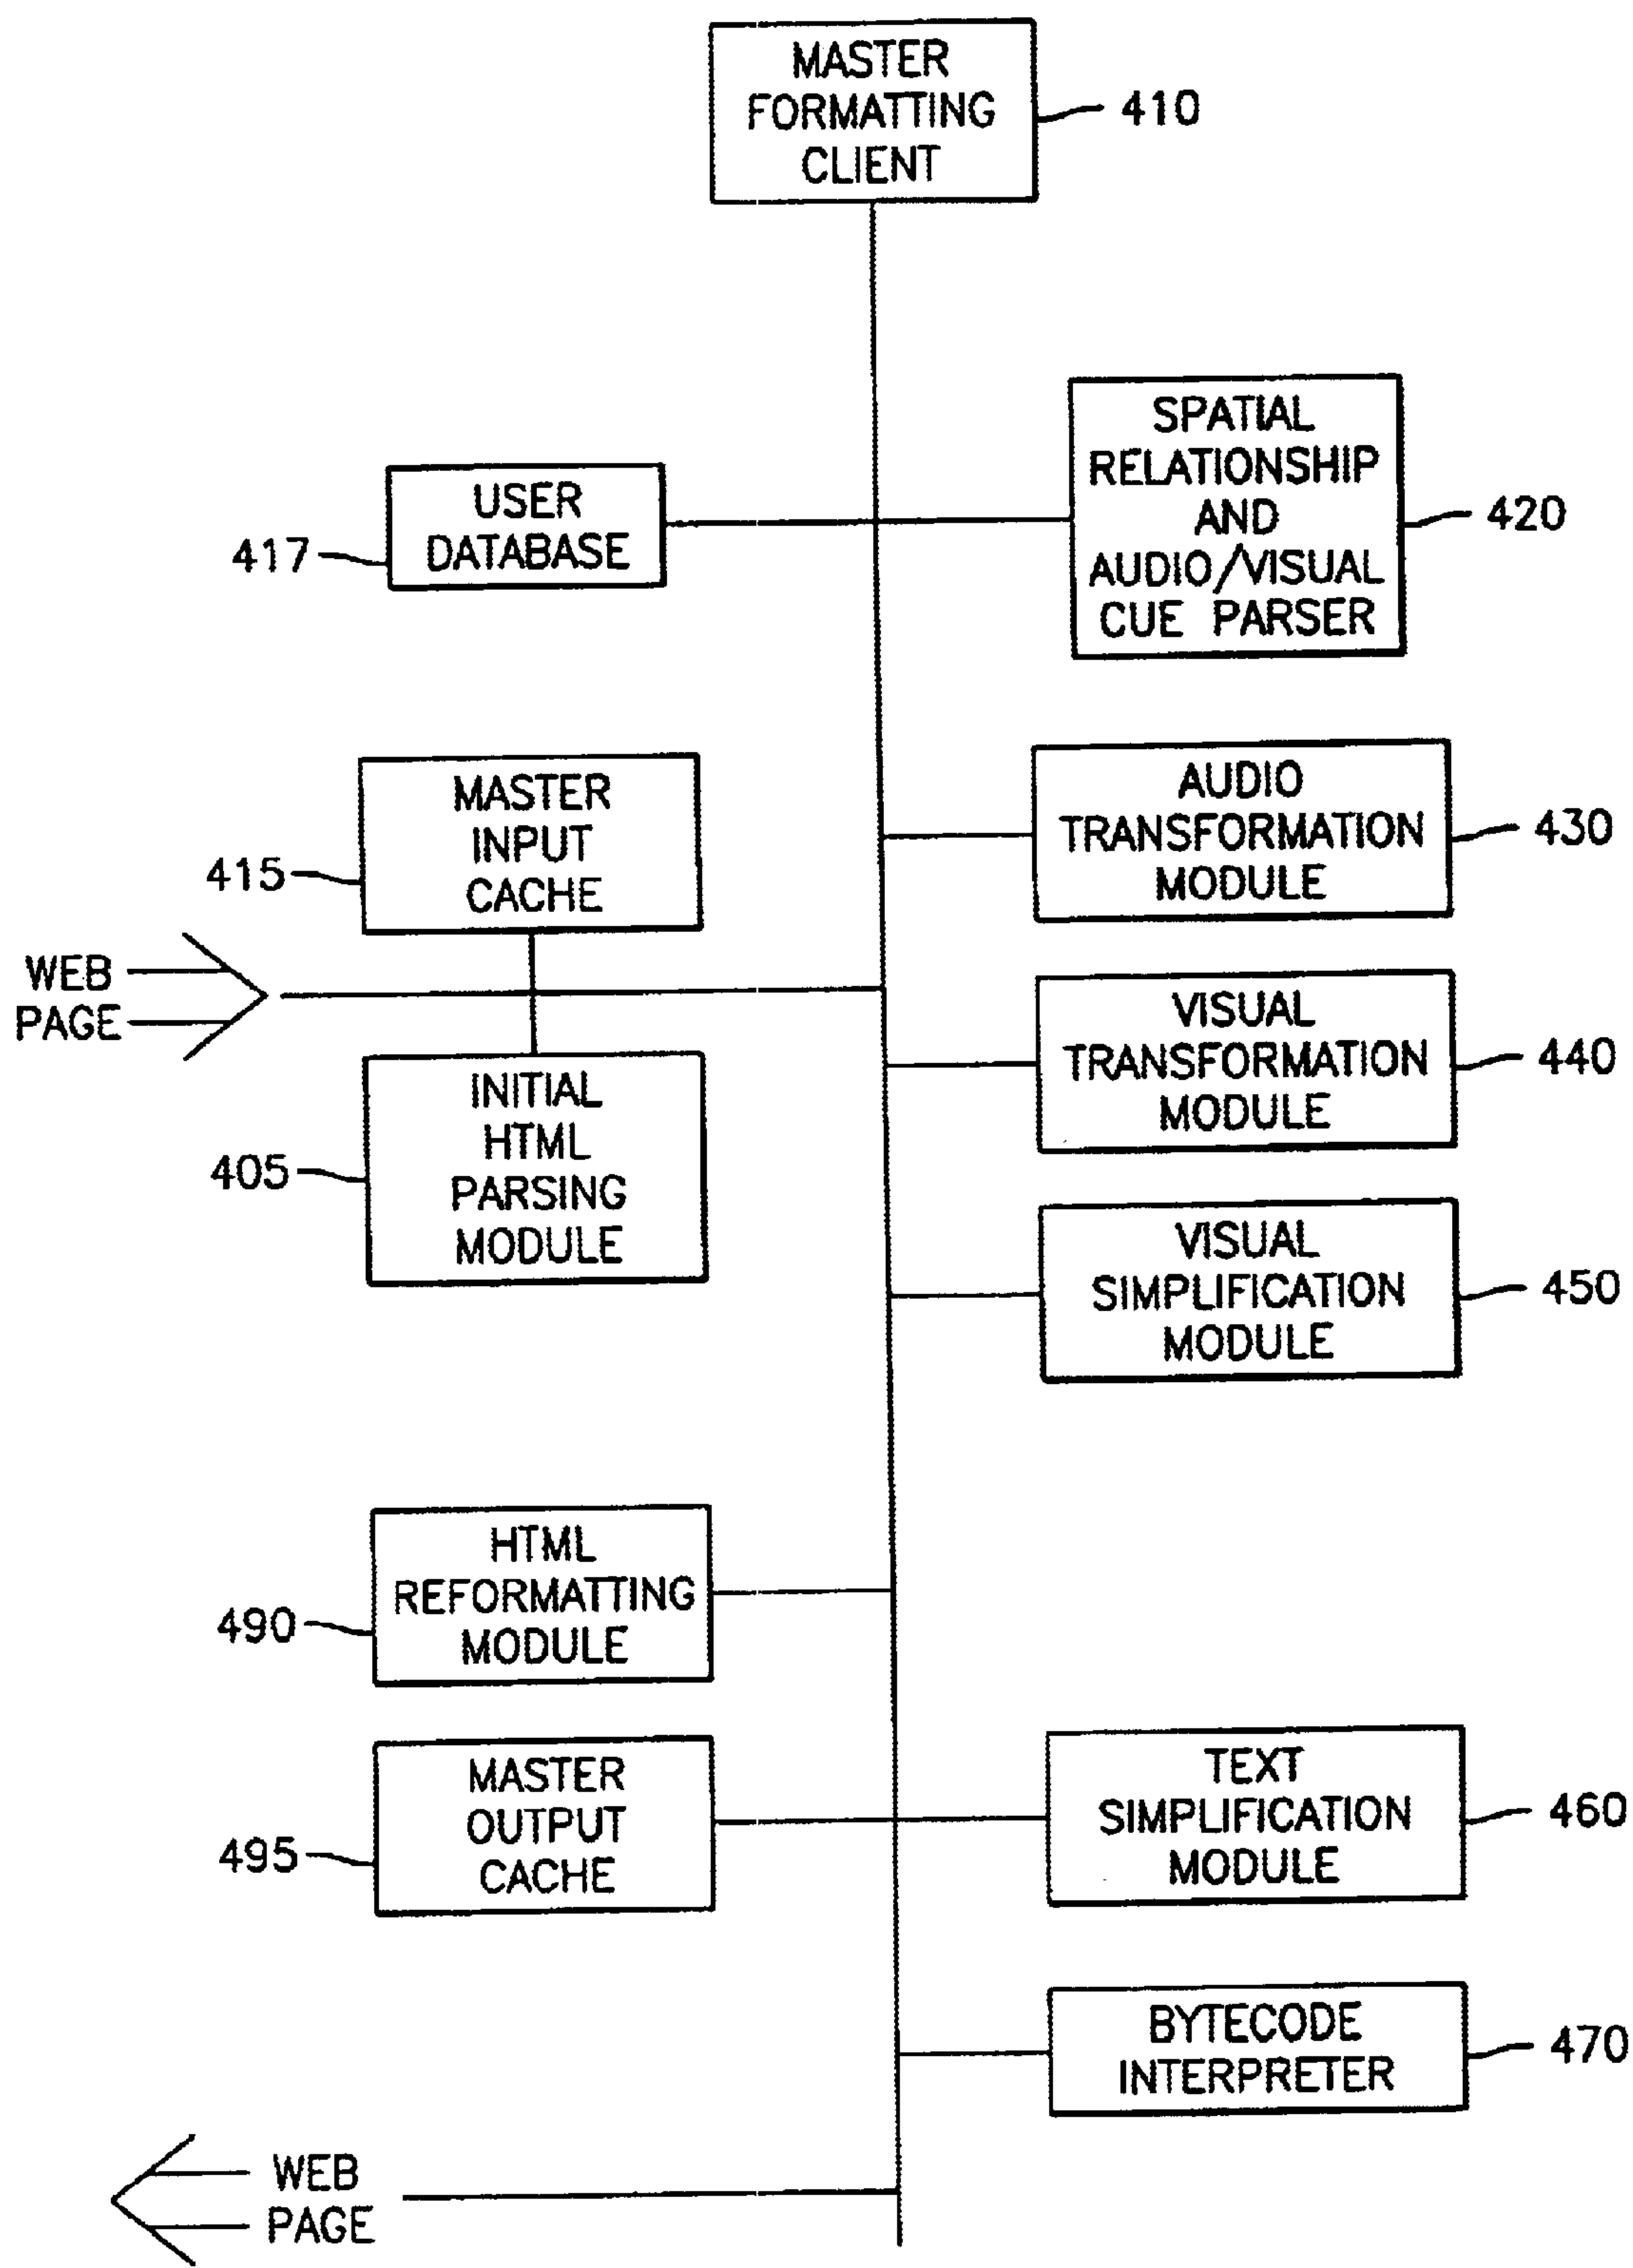 MASTER
FORMATTING
CLIENT
410
USER
DATABASE
417
SPATIAL
RELATIONSHIP
AND
AUDIO/VISUAL
CUE PARSER
420
MASTER
INPUT
CACHE
415
AUDIO
TRANSFORMATION
MODULE
430
WEB
PAGE
VISUAL
TRANSFORMATION
MODULE
440
INITIAL
HTML
PARSING
MODULE
405
VISUAL
SIMPLIFICATION
MODULE
450
HTML
REFORMATTING
MODULE
490
MASTER
OUTPUT
CACHE
495
TEXT
SIMPLIFICATION
MODULE
460
BYTECODE
INTERPRETER
470
WEB
PAGE